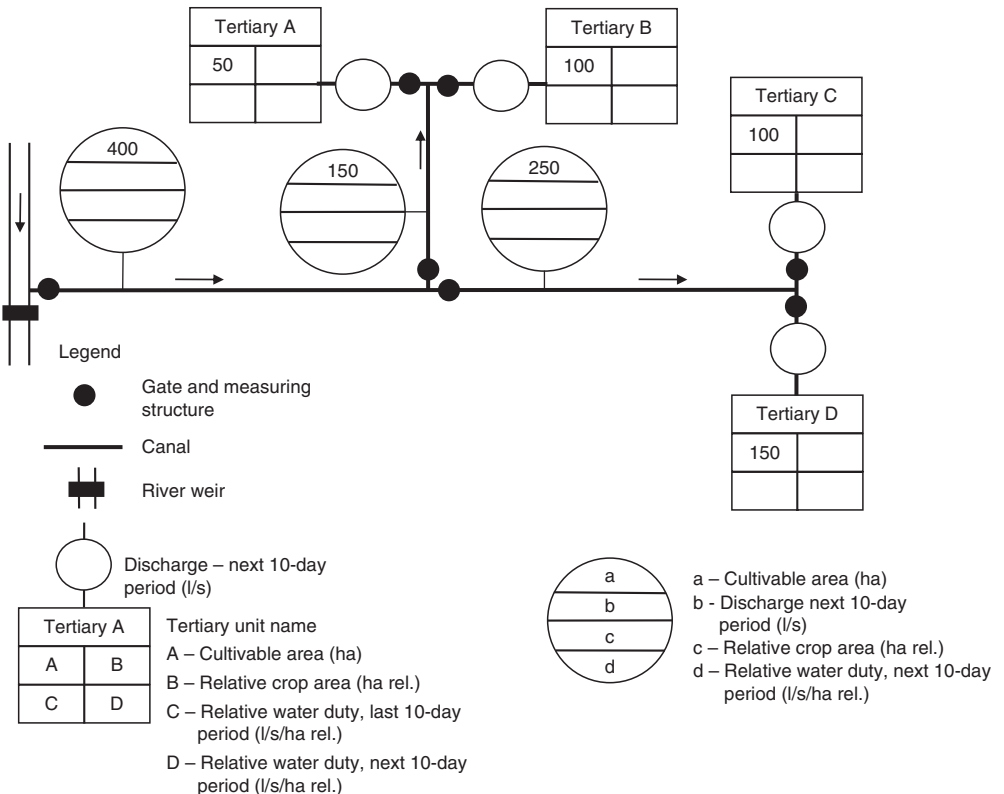 Tertiary A
50
Tertiary B
100
Tertiary C
100
400
150
250
Tertiary D
150
Legend
Gate and measuring
structure
Canal
River weir
Discharge – next 10-day
period (l/s)
Tertiary A
A
B
C
D
Tertiary unit name
A – Cultivable area (ha)
B – Relative crop area (ha rel.)
C – Relative water duty, last 10-day
period (l/s/ha rel.)
D – Relative water duty, next 10-day
period (l/s/ha rel.)
a
b
c
d
a – Cultivable area (ha)
b - Discharge next 10-day
period (l/s)
c – Relative crop area (ha rel.)
d – Relative water duty, next 10-day
period (l/s/ha rel.)